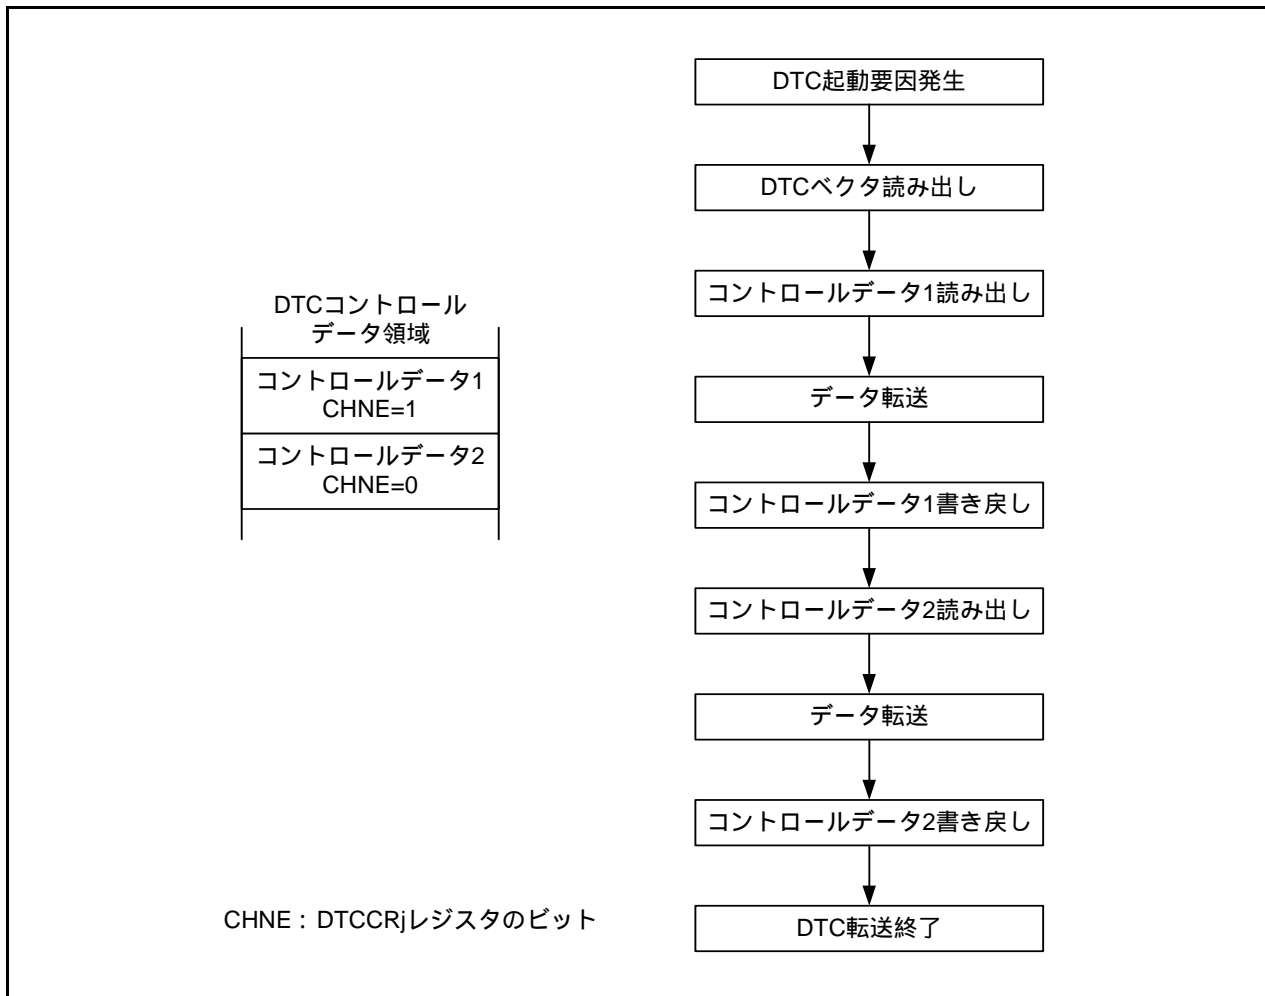 DTCコントロール
データ領域
コントロールデータ1
CHNE=1
コントロールデータ2
CHNE=0
CHNE：DTCCRjレジスタのビット
DTC起動要因発生
DTCベクタ読み出し
コントロールデータ1読み出し
データ転送
コントロールデータ1書き戻し
コントロールデータ2読み出し
データ転送
コントロールデータ2書き戻し
DTC転送終了